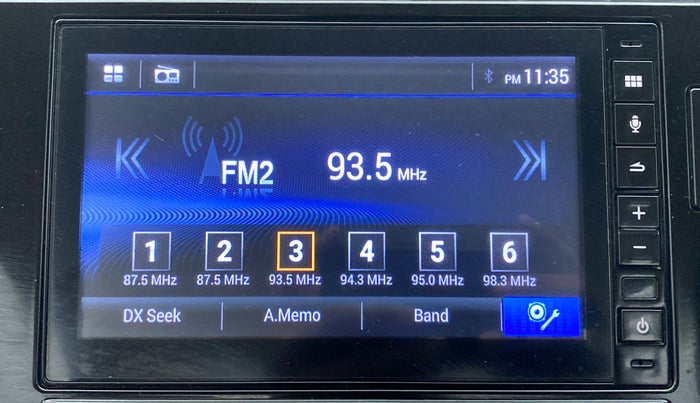 PM 11:35
FM2 93.5 MHz
1 2 3 4 5 6
87.5 MHz 87.5 MHz 93.5 MHz 94.3 MHz 95.0 MHz 98.3 MHz
DX Seek A.Memo Band